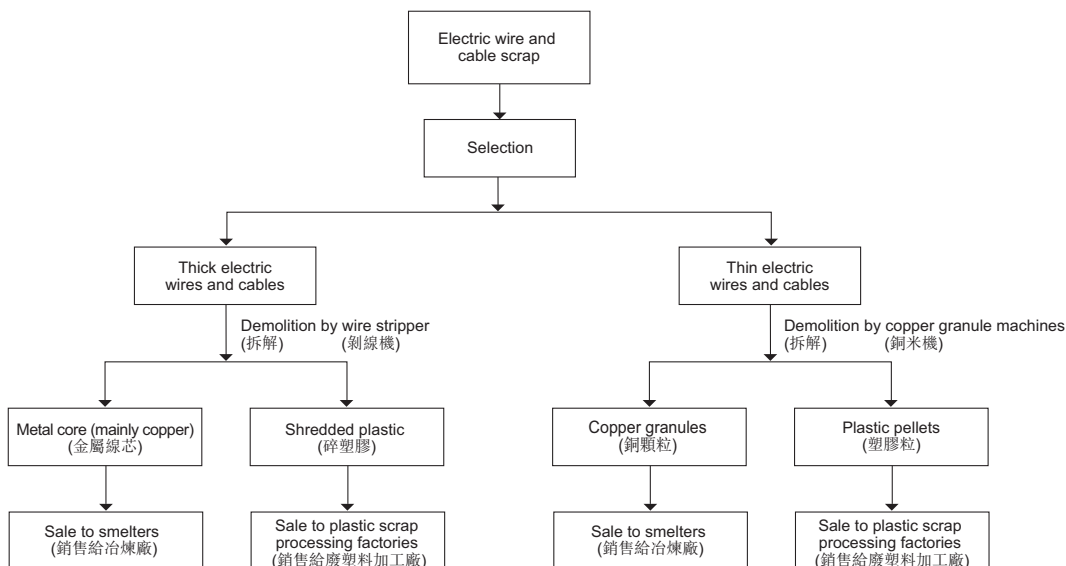 Electric wire and
cable scrap
Selection
Thick electric
wires and cables
Thin electric
wires and cables
Demolition by wire stripper
(拆解) (剝線機)
Demolition by copper granule machines
(拆解) (銅米機)
Metal core (mainly copper)
(金屬線芯)
Shredded plastic
(碎塑膠)
Copper granules
(銅顆粒)
Plastic pellets
(塑膠粒)
Sale to smelters
(銷售給冶煉廠)
Sale to plastic scrap
processing factories
(銷售給廢塑料加工廠)
Sale to smelters
(銷售給冶煉廠)
Sale to plastic scrap
processing factories
(銷售給廢塑料加工廠)